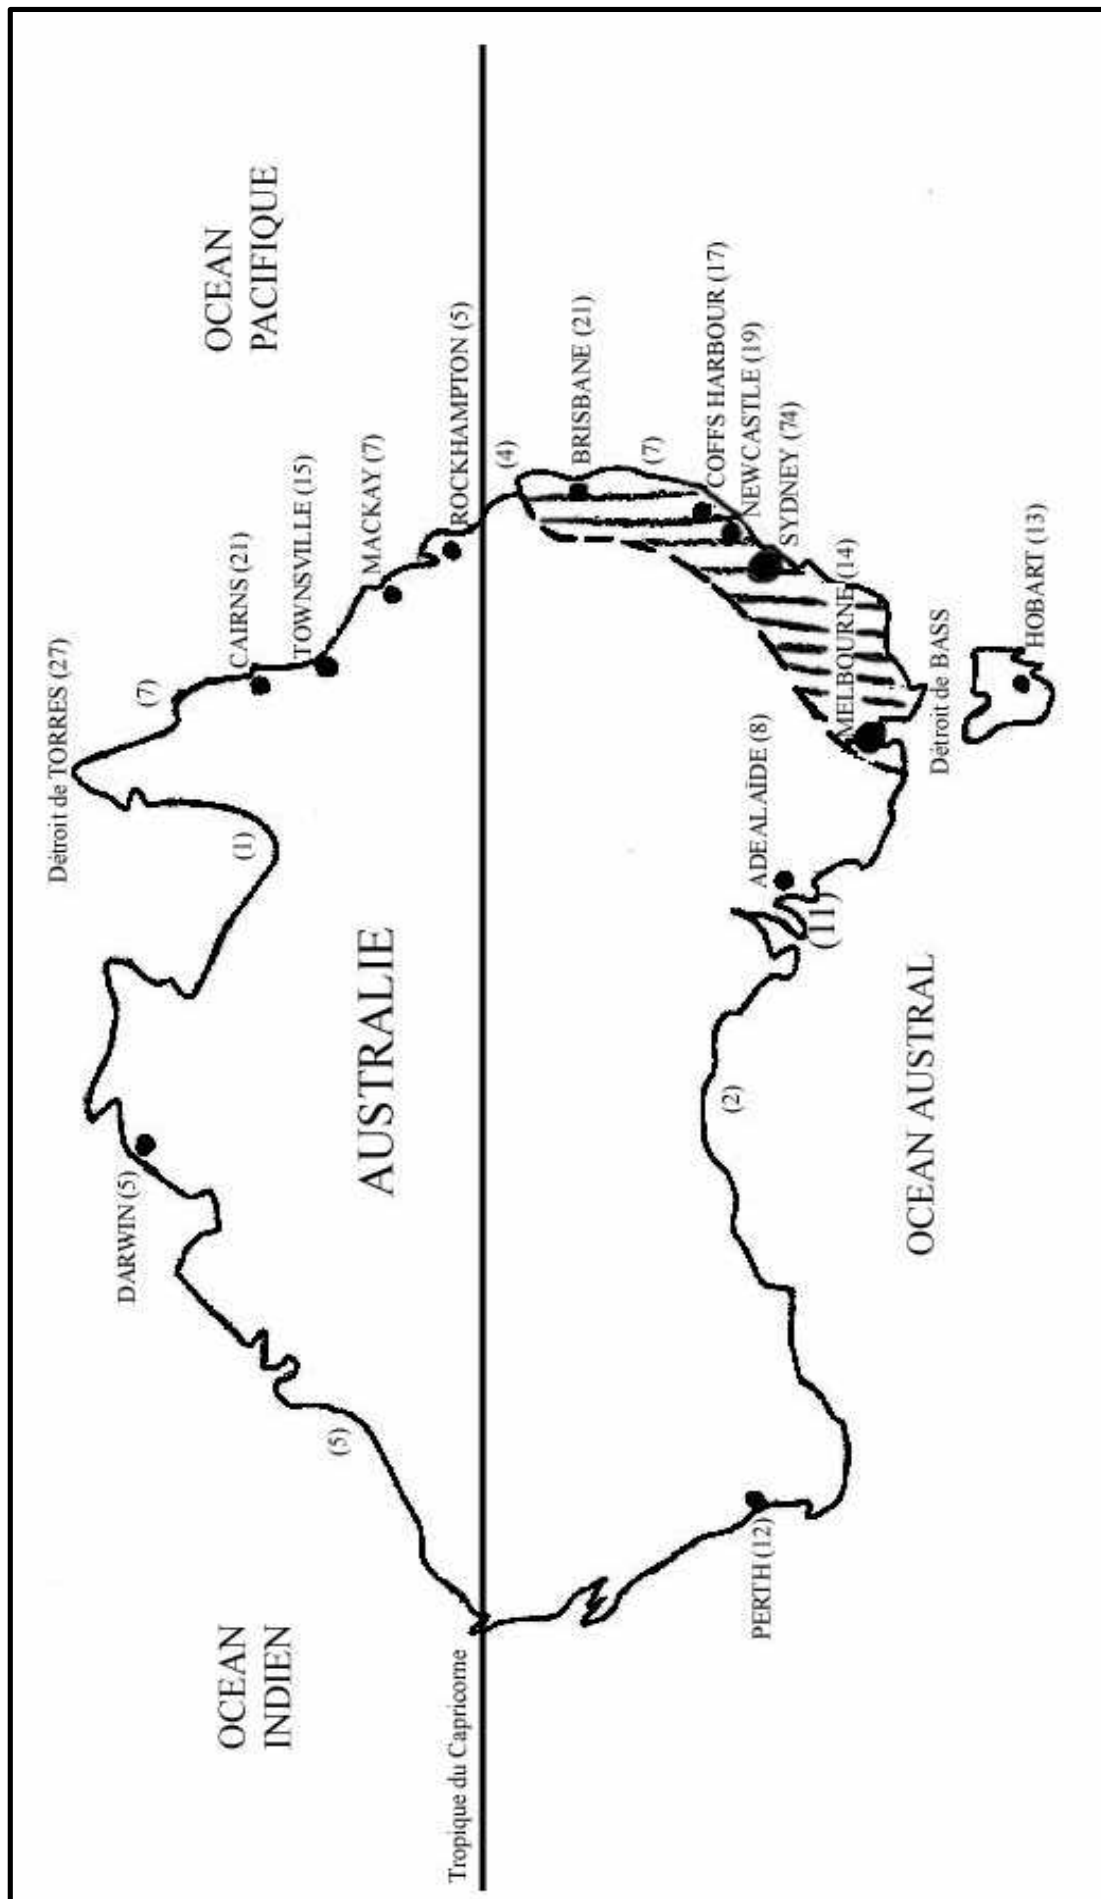 Détroit de TORRES (27)
DARWIN (5)
(7)
OCEAN
INDIEN
OCEAN
PACIFIQUE
CAIRNS (21)
(1)
TOWNSVILLE (15)
(5)
MACKAY (7)
AUSTRALIE
Tropique du Capricorne
ROCKHAMPTON (5)
(4)
BRISBANE (21)
(7)
COFFS HARBOUR (17)
(2)
NEWCASTLE (19)
PERTH (12)
ADEALAÏDE (8)
SYDNEY (74)
(11)
MELBOURNE (14)
OCEAN AUSTRAL
Détroit de BASS
HOBART (13)